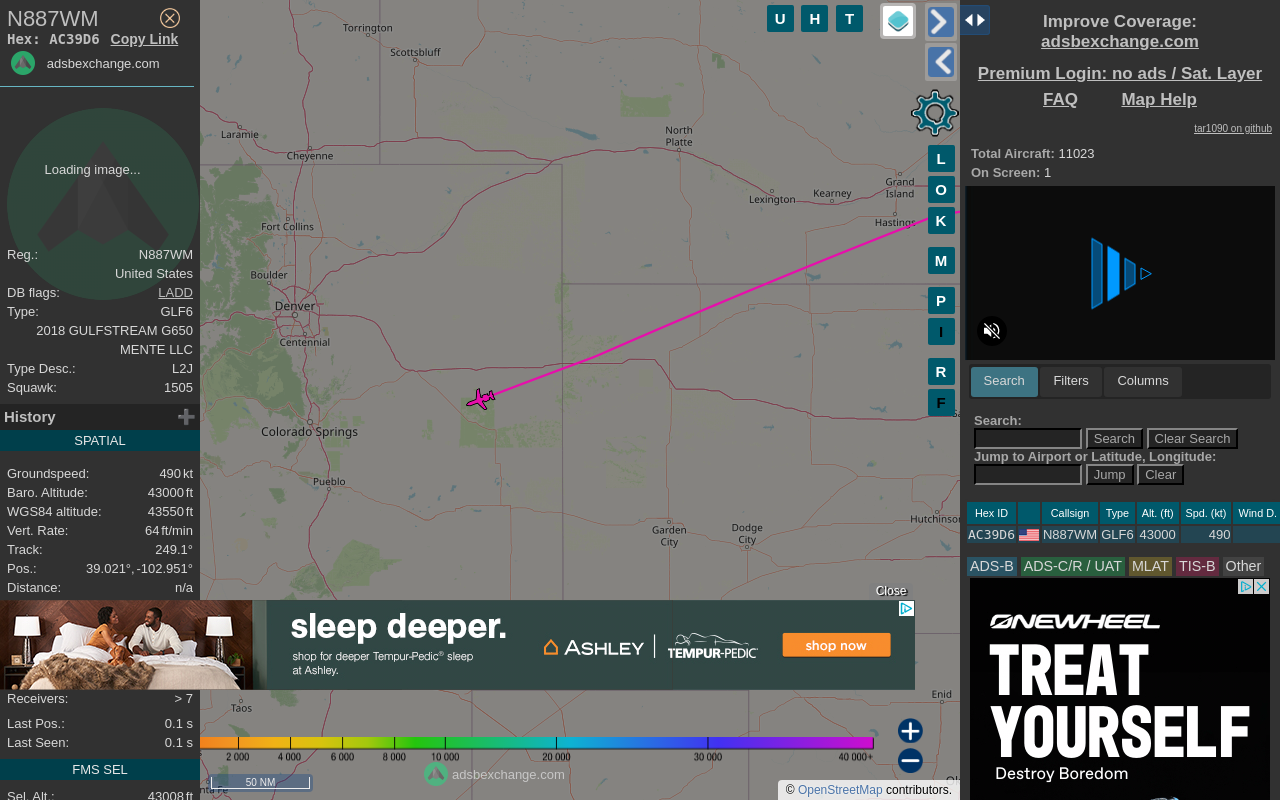 N887WM
Hex: AC39D6 Copy Link
adsbexchange.com
Loading image...
Reg.: N887WM
United States
DB flags: LADD
Type: GLF6
2018 GULFSTREAM G650
MENTE LLC
Type Desc.: L2J
Squawk: 1505
History
SPATIAL
Groundspeed: 490 kt
Baro. Altitude: 43000 ft
WGS84 altitude: 43550 ft
Vert. Rate: 64 ft/min
Track: 249.1°
Pos.: 39.021°, -102.951°
Distance: n/a
Receivers: > 7
Last Pos.: 0.1 s
Last Seen: 0.1 s
FMS SEL
Sel. Alt.: 43008 ft
U H T
L
O
K
M
P
I
R
F
Torrington
Scottsbluff
Laramie
Cheyenne
North
Platte
Lexington
Kearney
Grand
Island
Hastings
Fort Collins
Boulder
Denver
Centennial
Colorado Springs
Pueblo
Garden
City
Dodge
City
Hutchinson
Enid
Taos
Close
sleep deeper.
shop for deeper Tempur-Pedic® sleep
at Ashley.
ASHLEY
TEMPUR-PEDIC
shop now
2 000 4 000 6 000 8 000 10 000 20 000 30 000 40 000+
adsbexchange.com
50 NM
© OpenStreetMap contributors.
Improve Coverage:
adsbexchange.com
Premium Login: no ads / Sat. Layer
FAQ Map Help
tar1090 on github
Total Aircraft: 11023
On Screen: 1
Search Filters Columns
Search:
Search Clear Search
Jump to Airport or Latitude, Longitude:
Jump Clear
Hex ID Callsign Type Alt. (ft) Spd. (kt) Wind D.
AC39D6 N887WM GLF6 43000 490
ADS-B ADS-C/R / UAT MLAT TIS-B Other
ONEWHEEL
TREAT
YOURSELF
Destroy Boredom